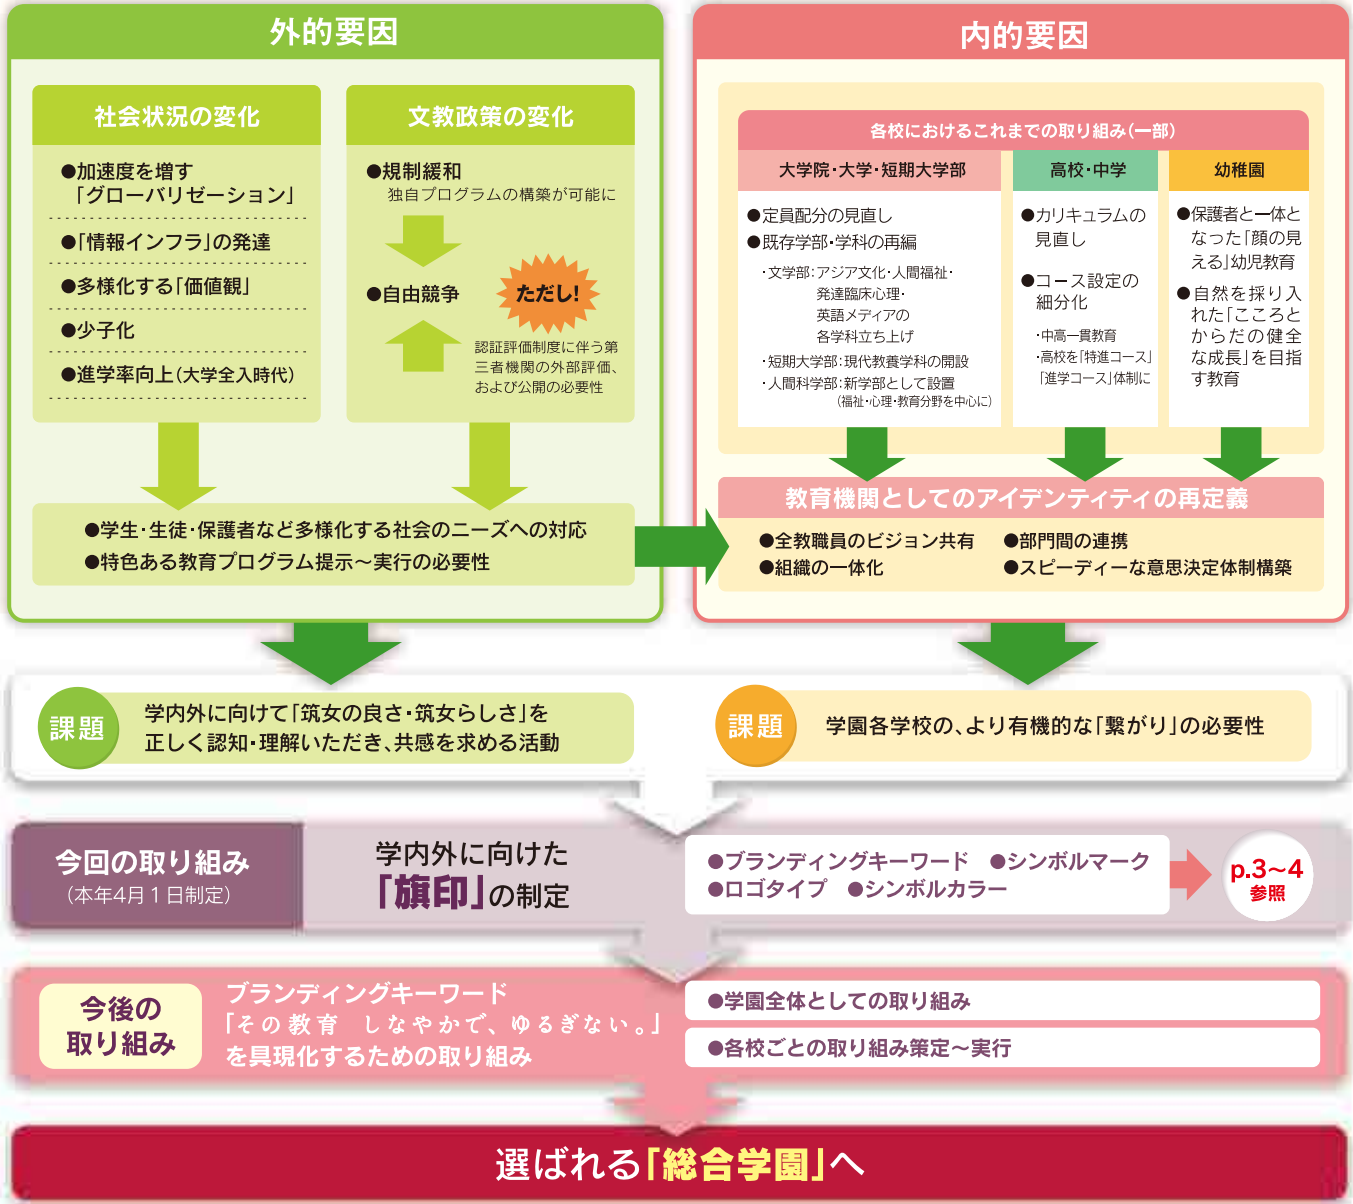 外的要因
社会状況の変化
●加速度を増す
「グローバリゼーション」
●「情報インフラ」の発達
●多様化する「価値観」
●少子化
●進学率向上(大学全入時代)
文教政策の変化
●規制緩和
独自プログラムの構築が可能に
●自由競争
ただし!
認証評価制度に伴う第
三者機関の外部評価、
および公開の必要性
●学生・生徒・保護者など多様化する社会のニーズへの対応
●特色ある教育プログラム提示〜実行の必要性
内的要因
各校におけるこれまでの取り組み(一部)
大学院・大学・短期大学部
●定員配分の見直し
●既存学部・学科の再編
・文学部:アジア文化・人間福祉・
発達臨床心理・
英語メディアの
各学科立ち上げ
・短期大学部:現代教養学科の開設
・人間科学部:新学部として設置
(福祉・心理・教育分野を中心に)
高校・中学
●カリキュラムの
見直し
●コース設定の
細分化
・中高一貫教育
・高校を「特進コース」
「進学コース」体制に
幼稚園
●保護者と一体と
なった「顔の見
える」幼児教育
●自然を採り入
れた「こころと
からだの健全
な成長」を目指
す教育
教育機関としてのアイデンティティの再定義
●全教職員のビジョン共有 ●部門間の連携
●組織の一体化 ●スピーディーな意思決定体制構築
課題
学内外に向けて「筑女の良さ・筑女らしさ」を
正しく認知・理解いただき、共感を求める活動
課題
学園各学校の、より有機的な「繋がり」の必要性
今回の取り組み
(本年4月1日制定)
学内外に向けた
「旗印」の制定
●ブランディングキーワード ●シンボルマーク
●ロゴタイプ ●シンボルカラー
p.3〜4
参照
今後の
取り組み
ブランディングキーワード
「その教育 しなやかで、ゆるぎない。」
を具現化するための取り組み
●学園全体としての取り組み
●各校ごとの取り組み策定〜実行
選ばれる「総合学園」へ